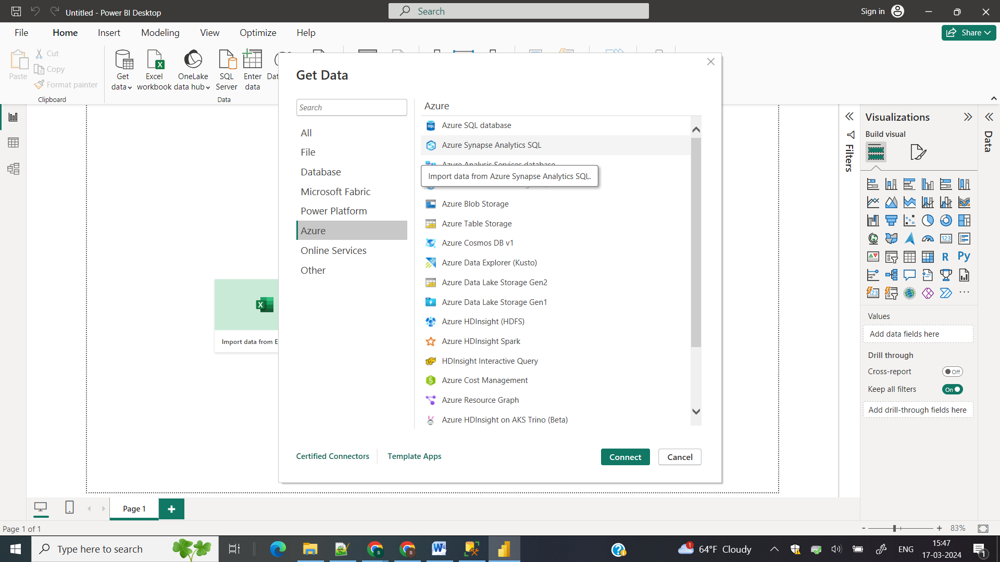 Untitled - Power BI Desktop
Search
Sign in
File
Home
Insert
Modeling
View
Optimize
Help
Share
Paste
Cut
Copy
Format painter
Clipboard
Get data
Excel workbook
OneLake data hub
SQL Server
Enter data
Dat
Data
Get Data
Search
All
File
Database
Microsoft Fabric
Power Platform
Azure
Online Services
Other
Azure
Azure SQL database
Azure Synapse Analytics SQL
Azure Analysis Services database
Import data from Azure Synapse Analytics SQL.
Azure Blob Storage
Azure Table Storage
Azure Cosmos DB v1
Azure Data Explorer (Kusto)
Azure Data Lake Storage Gen2
Azure Data Lake Storage Gen1
Azure HDInsight (HDFS)
Azure HDInsight Spark
HDInsight Interactive Query
Azure Cost Management
Azure Resource Graph
Azure HDInsight on AKS Trino (Beta)
Certified Connectors
Template Apps
Connect
Cancel
Import data from E
Filters
Visualizations
Build visual
123
R
Py
123
Values
Add data fields here
Drill through
Cross-report
Off
Keep all filters
On
Add drill-through fields here
Data
Page 1
Page 1 of 1
83%
Type here to search
1
64°F Cloudy
ENG
15:47
17-03-2024
1